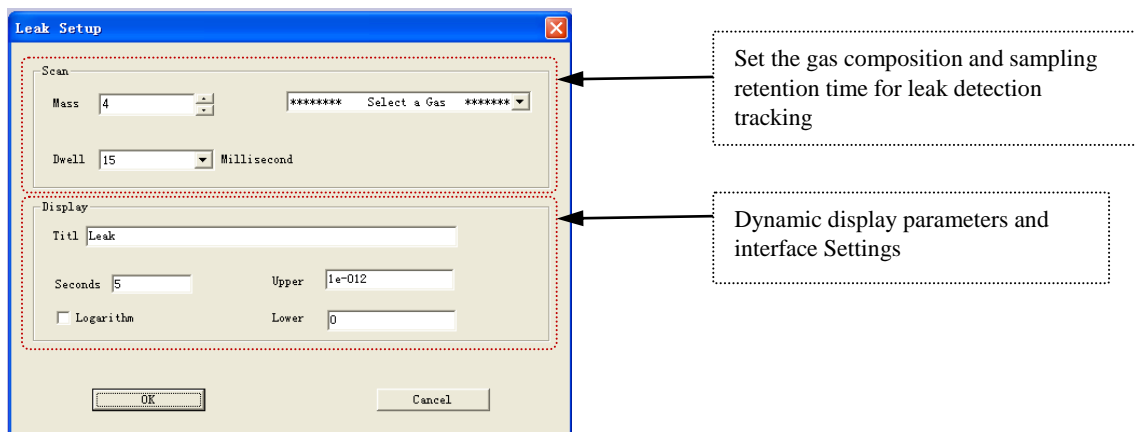 Leak Setup
Scan
Mass 4 ******** Select a Gas *******
Dwell 15 Millisecond
Display
Titl Leak
Seconds 5 Upper 1e-012
Logarithm Lower 0
OK Cancel
Set the gas composition and sampling
retention time for leak detection
tracking
Dynamic display parameters and
interface Settings